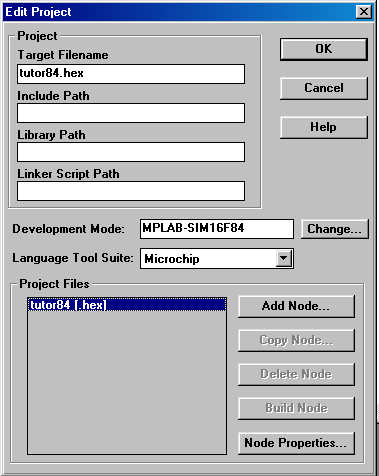 Edit Project
Project
Target Filename
tutor84.hex
Include Path
Library Path
Linker Script Path
OK
Cancel
Help
Development Mode: MPLAB-SIM16F84 Change...
Language Tool Suite: Microchip
Project Files
tutor84 [.hex]
Add Node...
Copy Node...
Delete Node
Build Node
Node Properties...